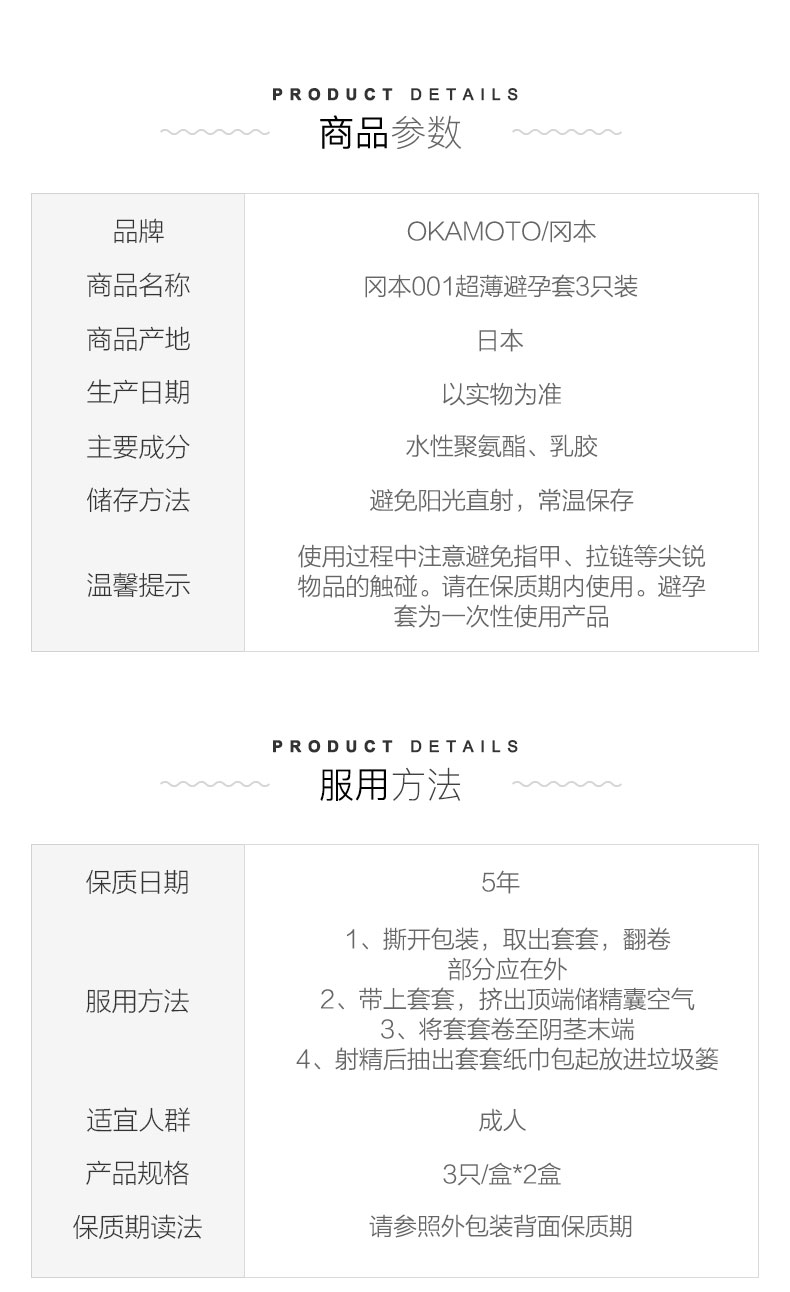 PRODUCT DETAILS
商品参数
品牌
OKAMOTO/冈本
商品名称
冈本001超薄避孕套3只装
商品产地
日本
生产日期
以实物为准
主要成分
水性聚氨酯、乳胶
储存方法
避免阳光直射，常温保存
温馨提示
使用过程中注意避免指甲、拉链等尖锐
物品的触碰。请在保质期内使用。避孕
套为一次性使用产品
PRODUCT DETAILS
服用方法
保质日期
5年
服用方法
1、撕开包装，取出套套，翻卷
部分应在外
2、带上套套，挤出顶端储精囊空气
3、将套套卷至阴茎末端
4、射精后抽出套套纸巾包起放进垃圾篓
适宜人群
成人
产品规格
3只/盒*2盒
保质期读法
请参照外包装背面保质期